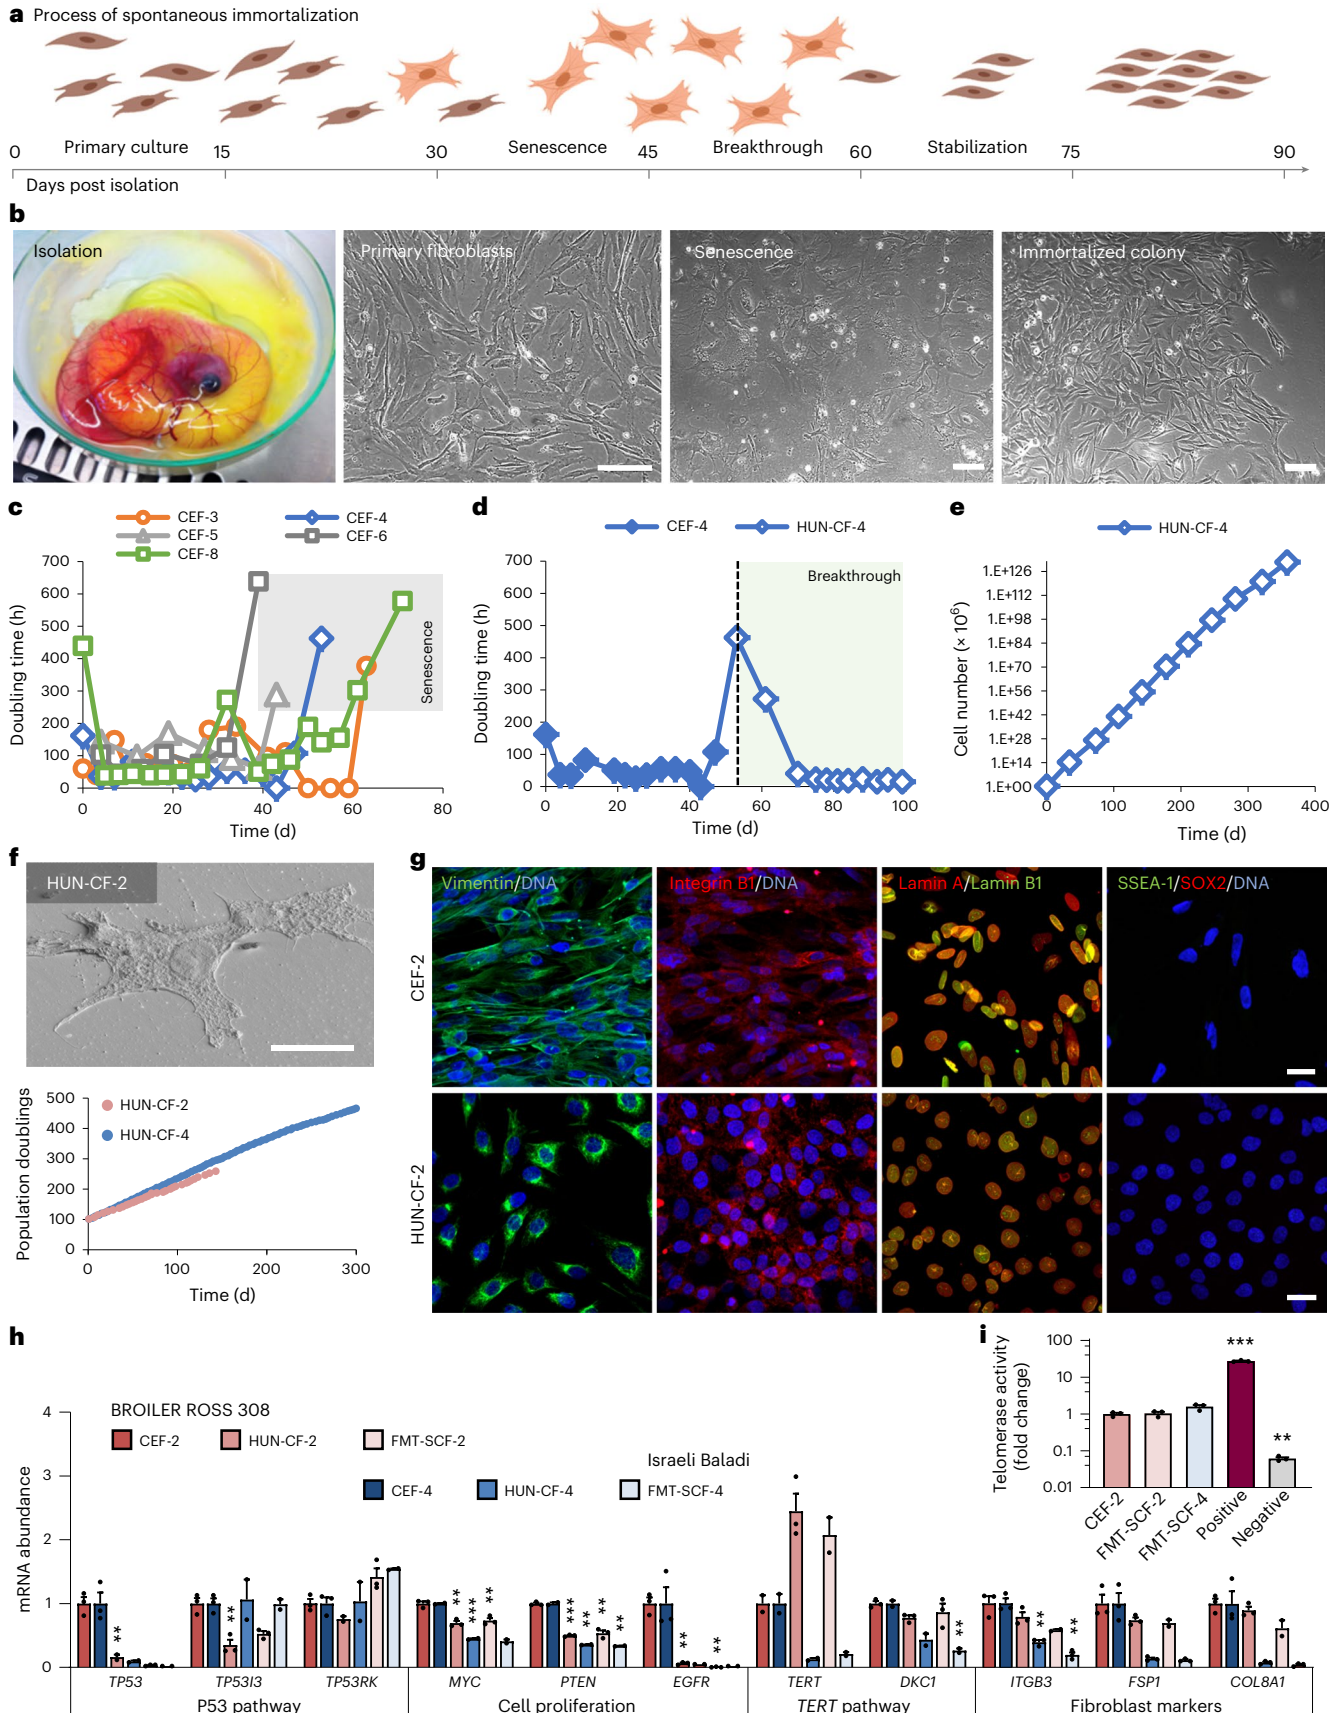 a Process of spontaneous immortalization
0 Primary culture 15 30 Senescence 45 Breakthrough 60 Stabilization 75 90
Days post isolation
b
Isolation
Primary fibroblasts
Senescence
Immortalized colony
c
CEF-3 CEF-4
CEF-5 CEF-6
CEF-8
Doubling time (h)
700
600
500
400
300
200
100
0
Senescence
0 20 40 60 80
Time (d)
d
CEF-4 HUN-CF-4
Doubling time (h)
700
600
500
400
300
200
100
0
Breakthrough
0 20 40 60 80 100
Time (d)
e
HUN-CF-4
Cell number (× 10⁶)
1.E+126
1.E+112
1.E+98
1.E+84
1.E+70
1.E+56
1.E+42
1.E+28
1.E+14
1.E+00
0 100 200 300 400
Time (d)
f
HUN-CF-2
Population doublings
500
400
300
200
100
0
HUN-CF-2
HUN-CF-4
0 100 200 300
Time (d)
g
Vimentin/DNA
Integrin B1/DNA
Lamin A/Lamin B1
SSEA-1/SOX2/DNA
CEF-2
HUN-CF-2
h
mRNA abundance
4
3
2
1
0
BROILER ROSS 308
CEF-2 HUN-CF-2 FMT-SCF-2
Israeli Baladi
CEF-4 HUN-CF-4 FMT-SCF-4
** ** ** *** ** *** ** ** ** ** ** ** ** **
TP53 TP53I3 TP53RK MYC PTEN EGFR TERT DKC1 ITGB3 FSP1 COL8A1
P53 pathway Cell proliferation TERT pathway Fibroblast markers
i
Telomerase activity
(fold change)
100
10
1
0.1
0.01
***
**
CEF-2
FMT-SCF-2
FMT-SCF-4
Positive
Negative